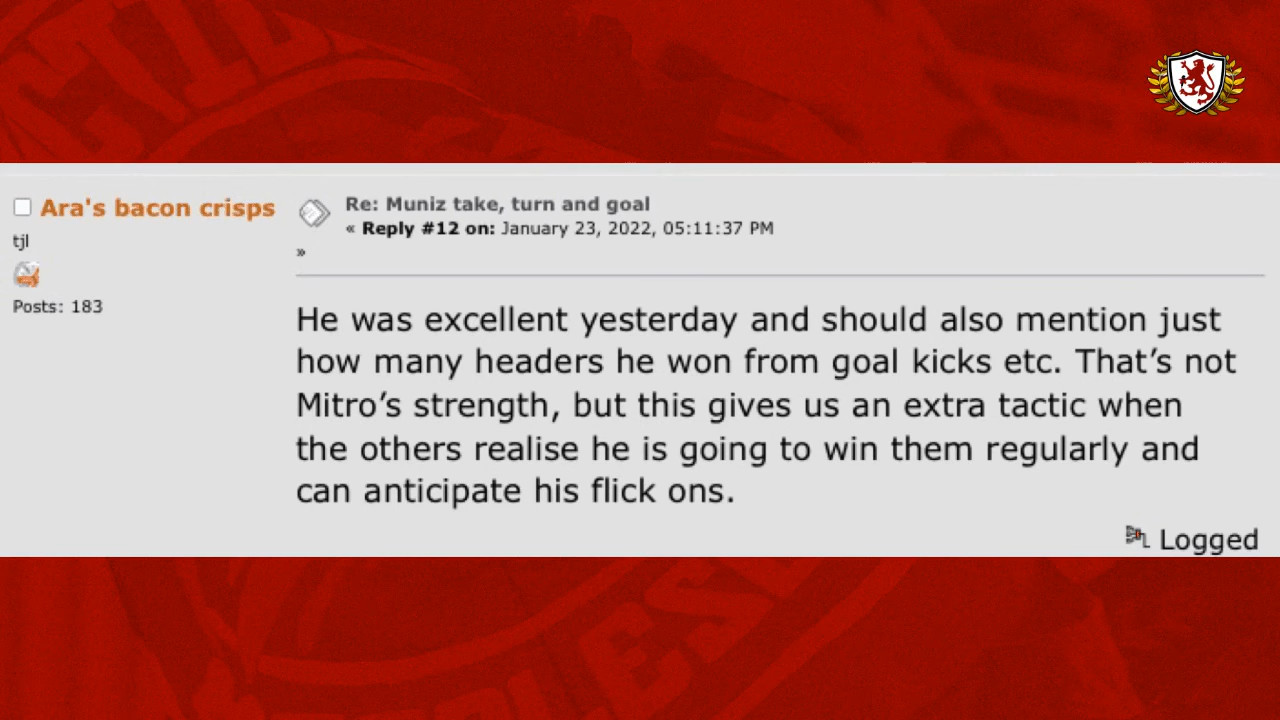 Ara's bacon crisps
tjl
Posts: 183
Re: Muniz take, turn and goal
« Reply #12 on: January 23, 2022, 05:11:37 PM
»
He was excellent yesterday and should also mention just
how many headers he won from goal kicks etc. That’s not
Mitro’s strength, but this gives us an extra tactic when
the others realise he is going to win them regularly and
can anticipate his flick ons.
Logged